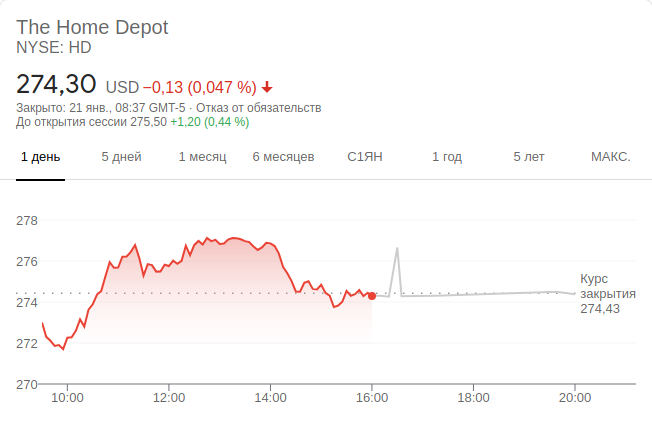 The Home Depot
NYSE: HD
274,30 USD −0,13 (0,047 %)
Закрыто: 21 янв., 08:37 GMT-5 · Отказ от обязательств
До открытия сессии 275,50 +1,20 (0,44 %)
1 день 5 дней 1 месяц 6 месяцев С1ЯН 1 год 5 лет МАКС.
278
276
274
272
270
Курс
закрытия
274,43
10:00 12:00 14:00 16:00 18:00 20:00